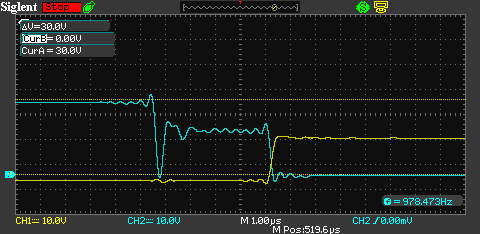 Siglent Stop
ΔV=30.0V
CurB= 0.00V
CurA = 30.0V
= 978.473Hz
CH1= 10.0V CH2= 10.0V M 1.00µs CH2 /0.00mV
M Pos:519.6µs